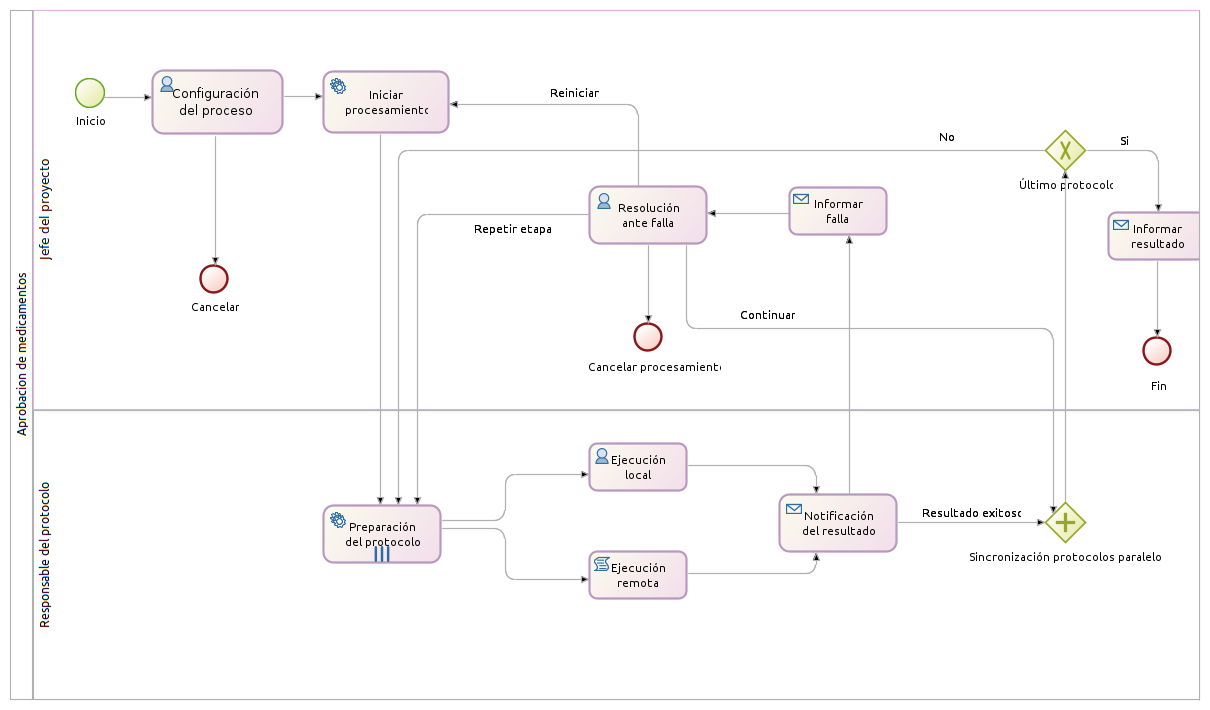 Aprobacion de medicamentos
Jefe del proyecto
Inicio
Configuración
del proceso
Iniciar
procesamiento
Reiniciar
No
Si
Último protocolo
Resolución
ante falla
Informar
falla
Informar
resultado
Repetir etapa
Cancelar
Continuar
Cancelar procesamiento
Fin
Responsable del protocolo
Ejecución
local
Preparación
del protocolo
Notificación
del resultado
Resultado exitoso
Sincronización protocolos paralelo
Ejecución
remota